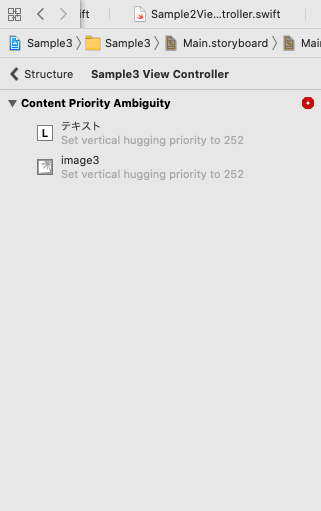 ift
Sample2Vie...troller.swift
Sample3
Sample3
Main.storyboard
Mai
Structure
Sample3 View Controller
Content Priority Ambiguity
L
テキスト
Set vertical hugging priority to 252
image3
Set vertical hugging priority to 252